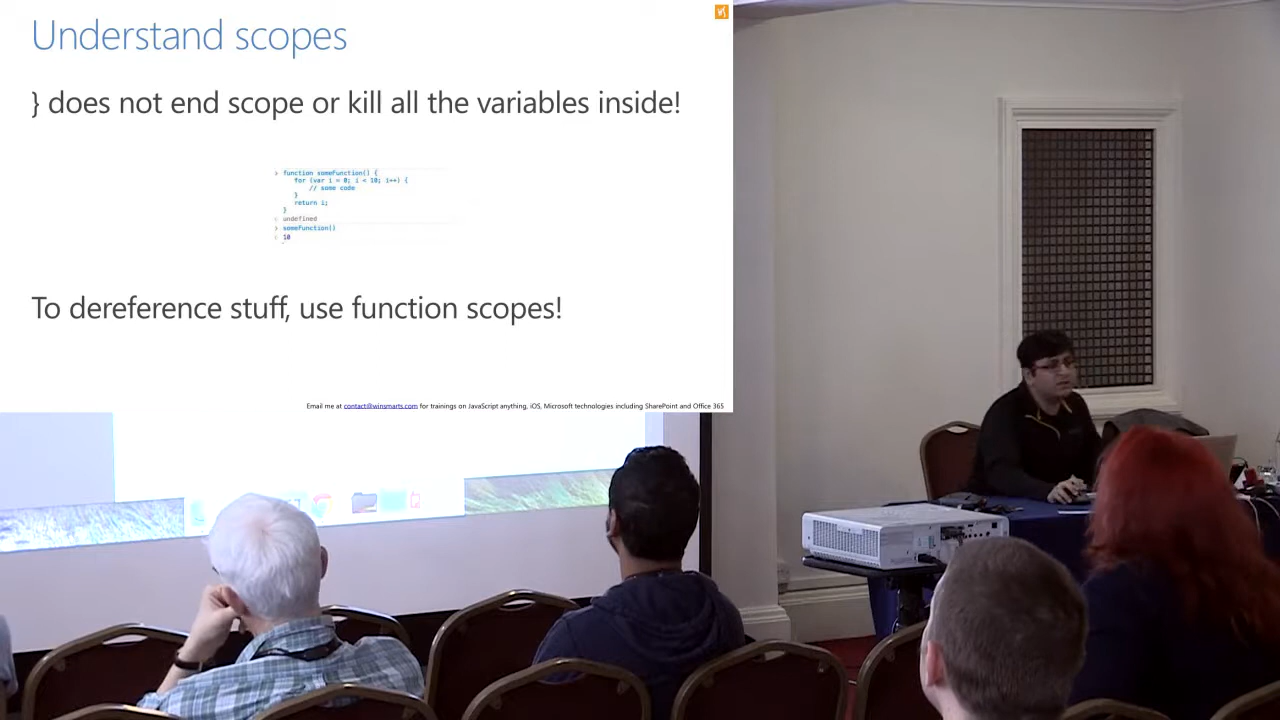 Understand scopes
} does not end scope or kill all the variables inside!
> function somefunction() {
for (var i = 0; i < 10; i++) {
// some code
}
return i;
}
< undefined
> somefunction()
< 10
To dereference stuff, use function scopes!
Email me at contact@winsmarts.com for trainings on JavaScript anything, iOS, Microsoft technologies including SharePoint and Office 365